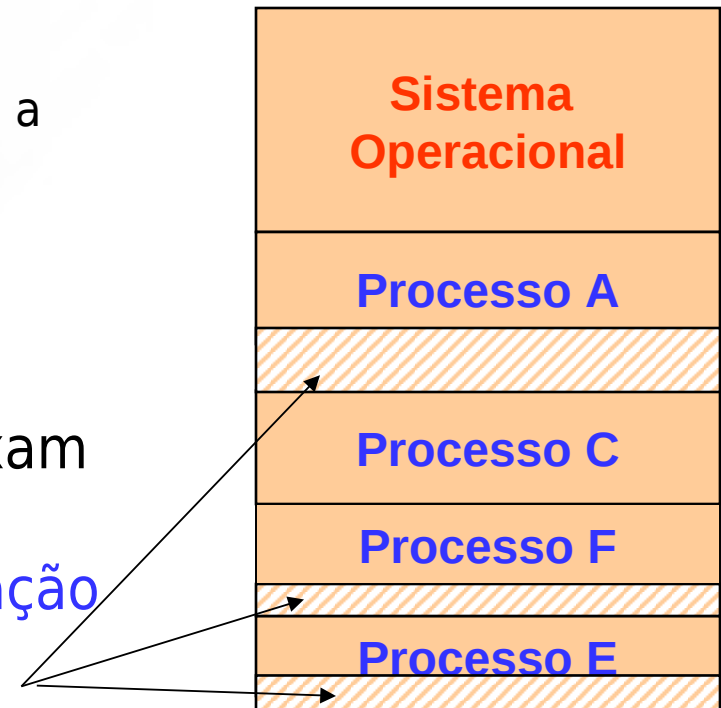 a
Sistema
Operacional
Processo A
xam
Processo C
Processo F
ção
Processo E